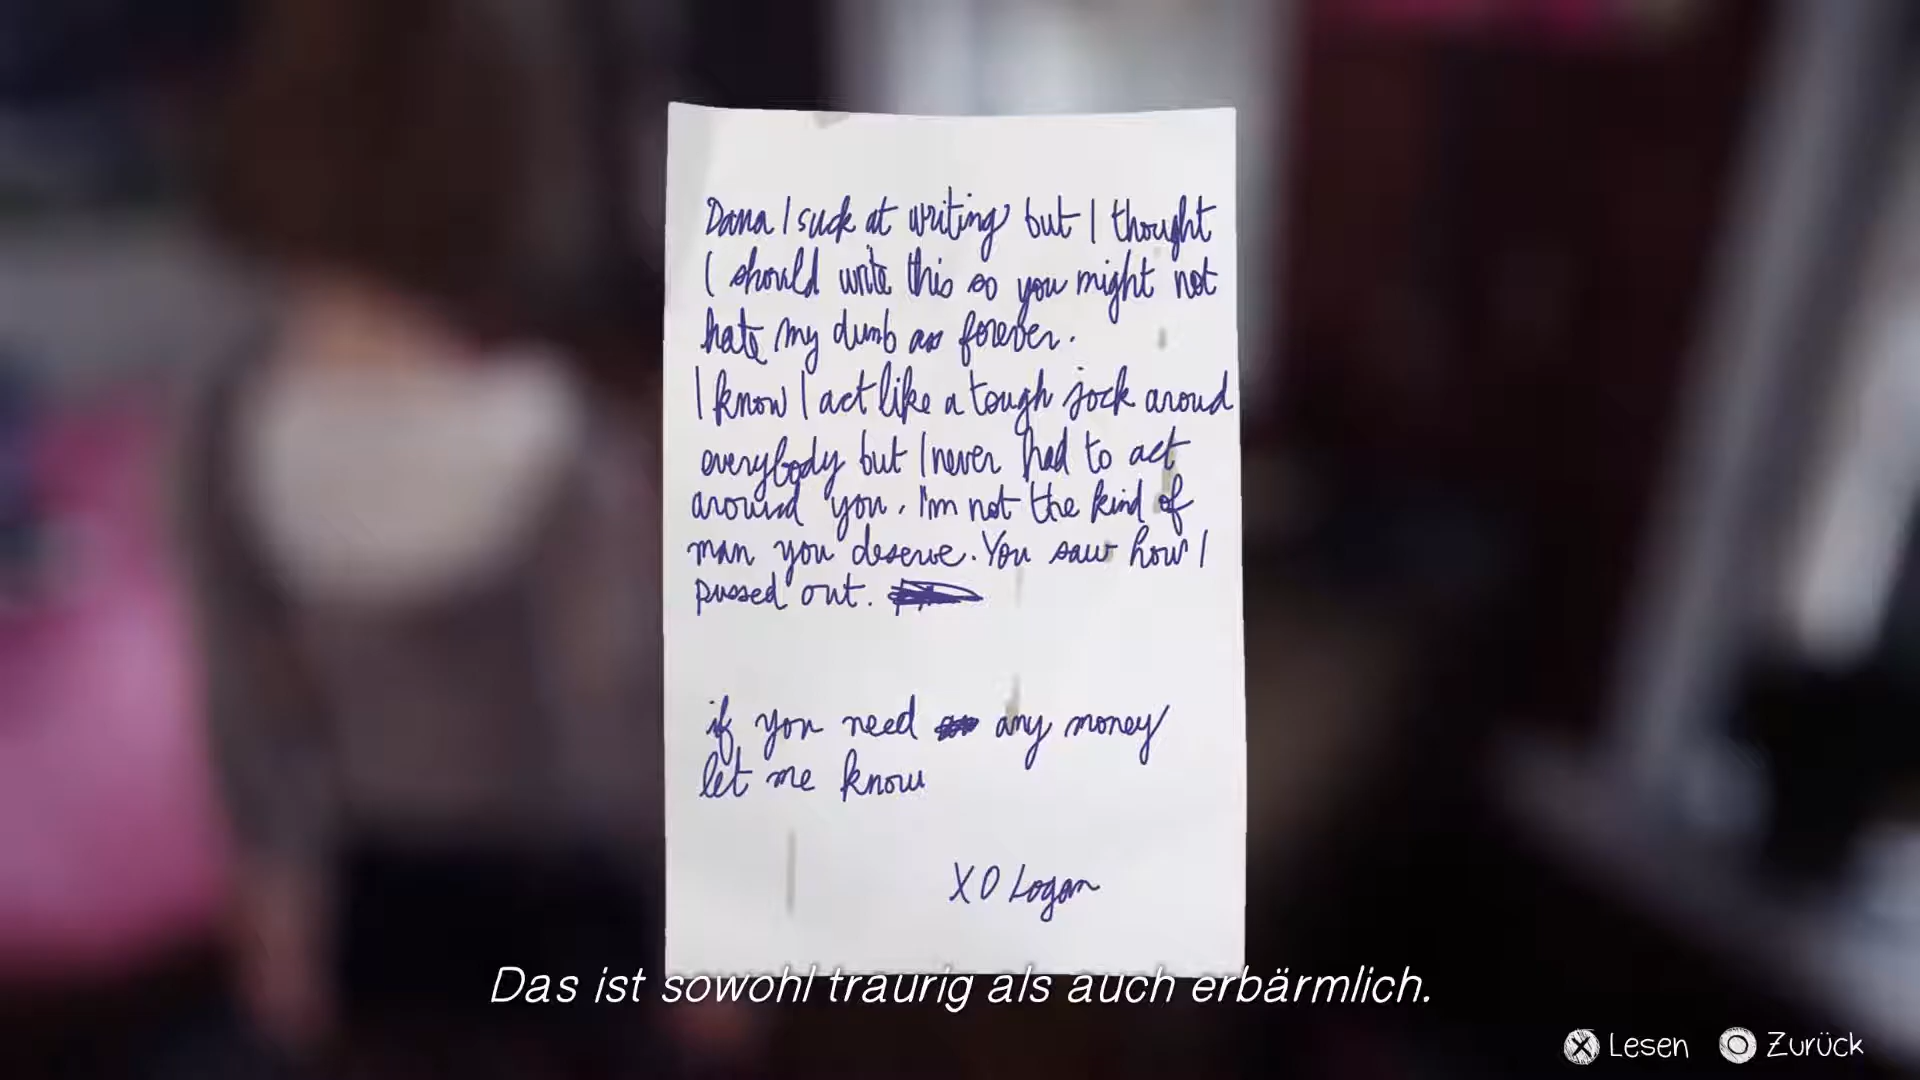 Dana I suck at writing but I thought
I should write this so you might not
hate my dumb ass forever.
I know I act like a tough jock aroud
everybody but I never had to act
around you. I'm not the kind of
man you deserve. You saw how I
pussed out.
if you need any money
let me know
XO Logan
Das ist sowohl traurig als auch erbärmlich.
Lesen Zurück